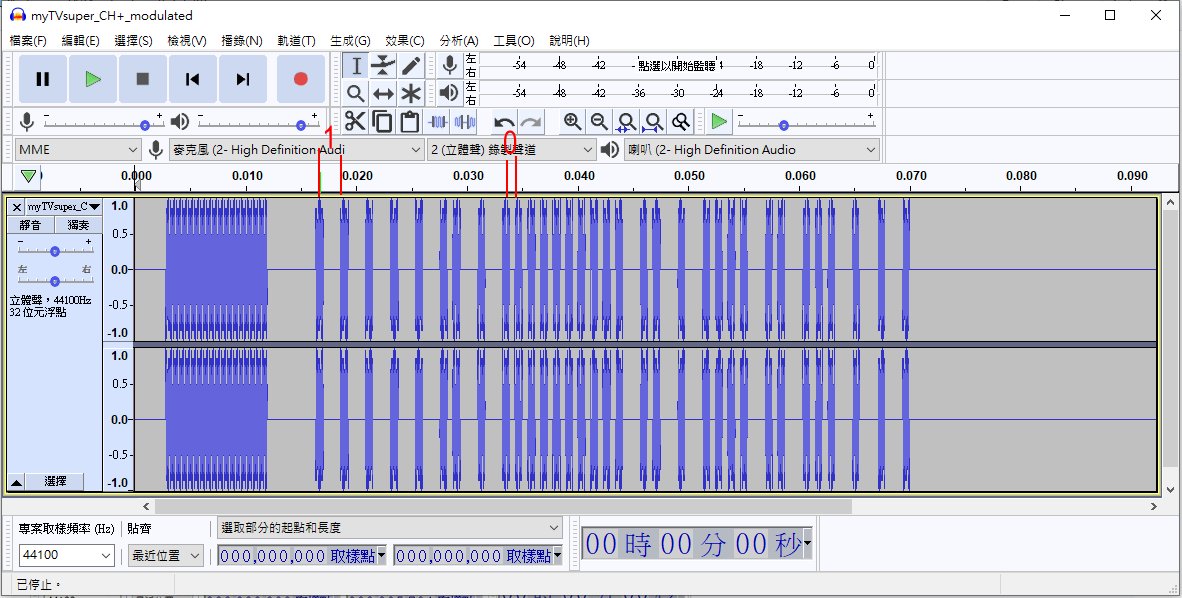 myTVsuper_CH+_modulated
檔案(F) 編輯(E) 選擇(S) 檢視(V) 播錄(N) 軌道(T) 生成(G) 效果(C) 分析(A) 工具(O) 說明(H)
左 -54 -48 -42 - 點選以開始監聽 ! -18 -12 -6 0
右
左 -54 -48 -42 -36 -30 -24 -18 -12 -6 0
右
- + - +
- +
MME 麥克風 (2- High Definition Audi 2 (立體聲) 錄製聲道 喇叭 (2- High Definition Audio
1 0
0.000 0.010 0.020 0.030 0.040 0.050 0.060 0.070 0.080 0.090
myTVsuper_C
靜音 獨奏
- +
左 右
立體聲,44100Hz
32 位元浮點
1.0
0.5
0.0
-0.5
-1.0
1.0
0.5
0.0
-0.5
-1.0
選擇
專案取樣頻率 (Hz) 貼齊 選取部分的起點和長度
44100 最近位置 000,000,000 取樣點 000,000,000 取樣點
00 時 00 分 00 秒
已停止。